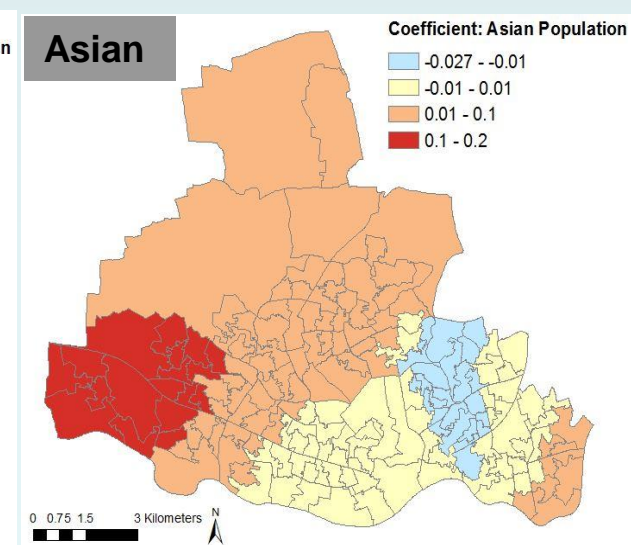 n
Asian
Coefficient: Asian Population
-0.027 - -0.01
-0.01 - 0.01
0.01 - 0.1
0.1 - 0.2
0 0.75 1.5 3 Kilometers
N